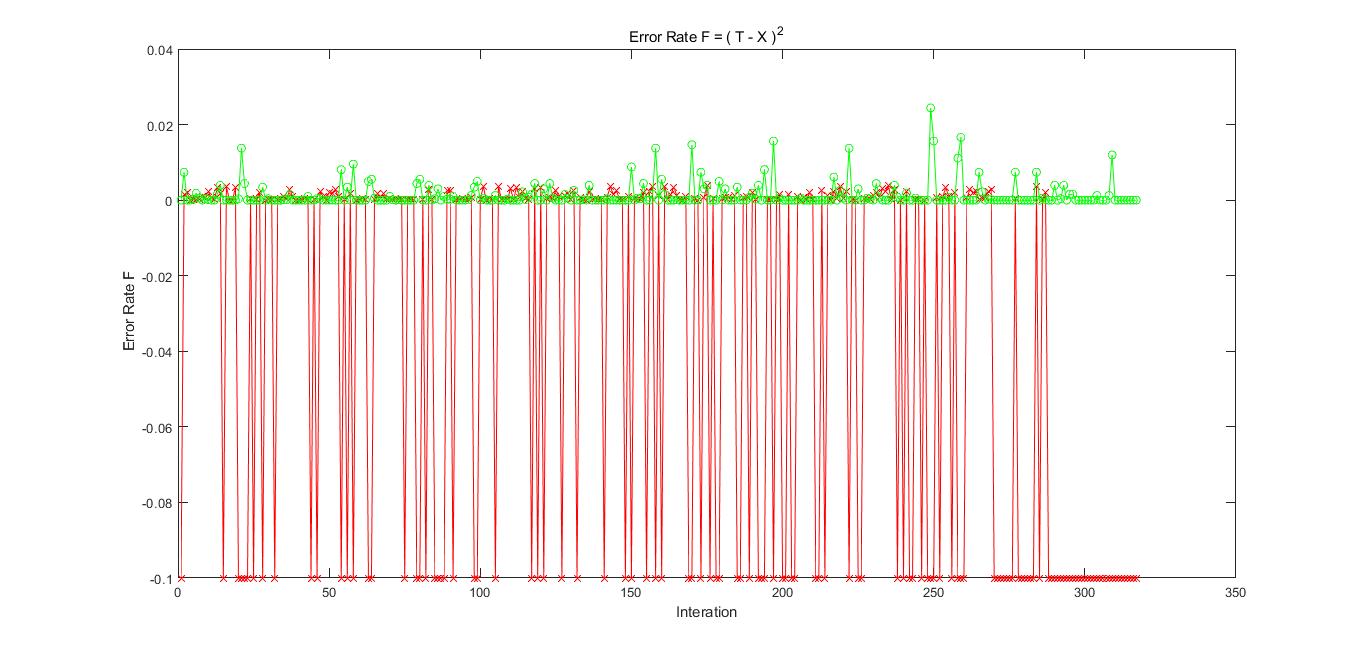 Error Rate F = ( T - X )2
0.04
0.02
0
-0.02
-0.04
-0.06
-0.08
-0.1
Error Rate F
0 50 100 150 200 250 300 350
Interation